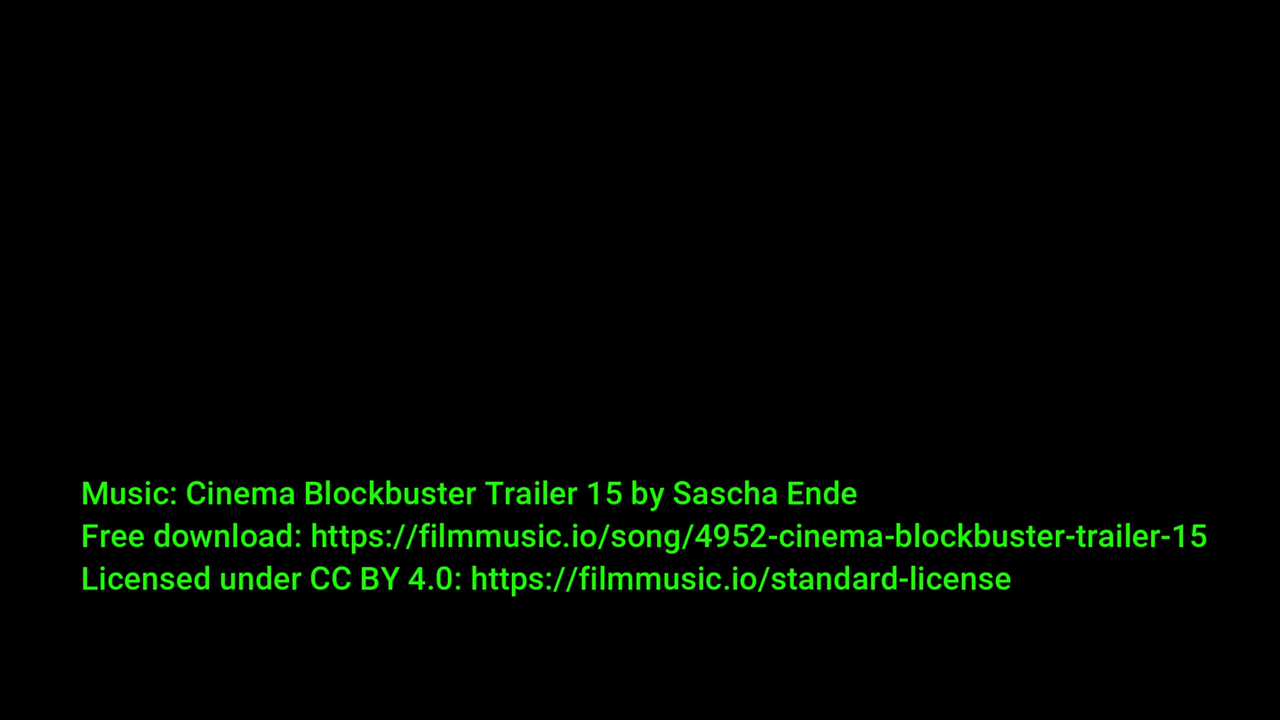 Music: Cinema Blockbuster Trailer 15 by Sascha Ende
Free download: https://filmmusic.io/song/4952-cinema-blockbuster-trailer-15
Licensed under CC BY 4.0: https://filmmusic.io/standard-license